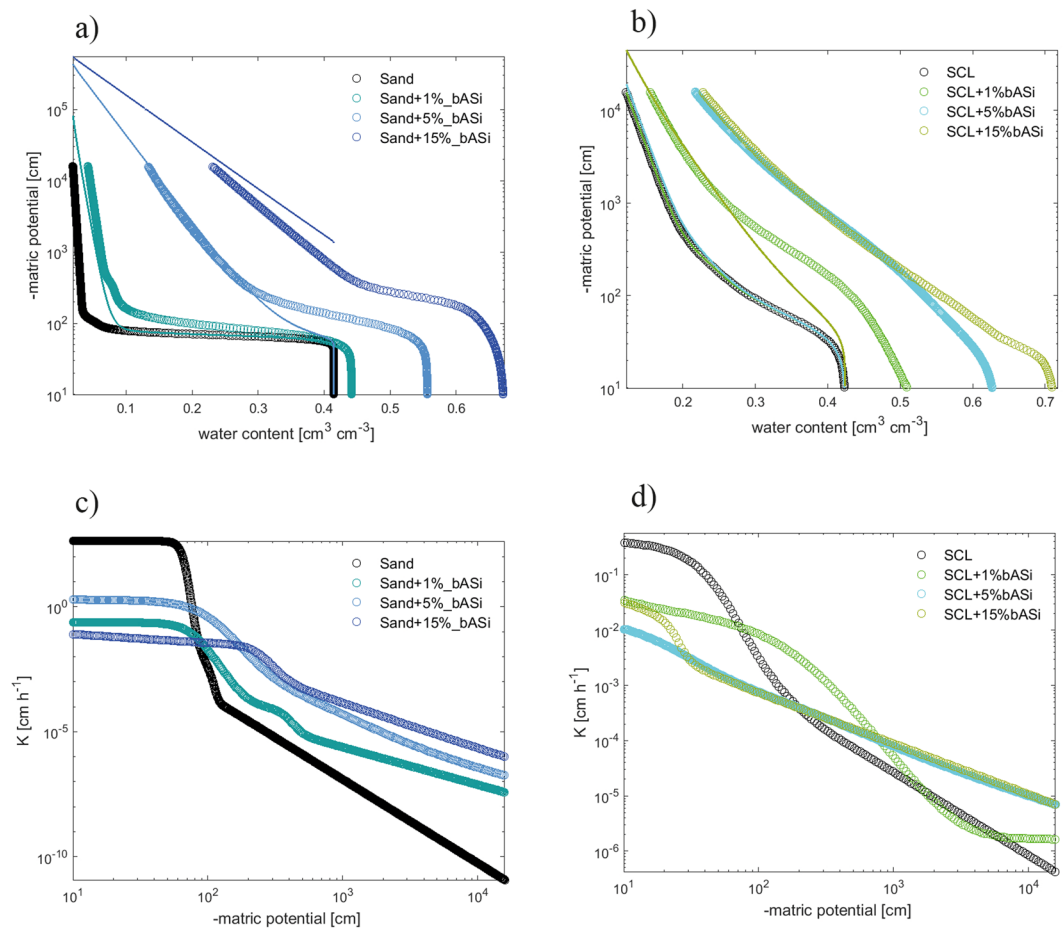 a)
-matric potential [cm]
10^5
10^4
10^3
10^2
10^1
Sand
Sand+1%_bASi
Sand+5%_bASi
Sand+15%_bASi
0.1 0.2 0.3 0.4 0.5 0.6
water content [cm^3 cm^-3]
b)
-matric potential [cm]
10^4
10^3
10^2
10^1
SCL
SCL+1%bASi
SCL+5%bASi
SCL+15%bASi
0.2 0.3 0.4 0.5 0.6 0.7
water content [cm^3 cm^-3]
c)
K [cm h^-1]
10^0
10^-5
10^-10
Sand
Sand+1%_bASi
Sand+5%_bASi
Sand+15%_bASi
10^1 10^2 10^3 10^4
-matric potential [cm]
d)
K [cm h^-1]
10^-1
10^-2
10^-3
10^-4
10^-5
10^-6
SCL
SCL+1%bASi
SCL+5%bASi
SCL+15%bASi
10^1 10^2 10^3 10^4
-matric potential [cm]